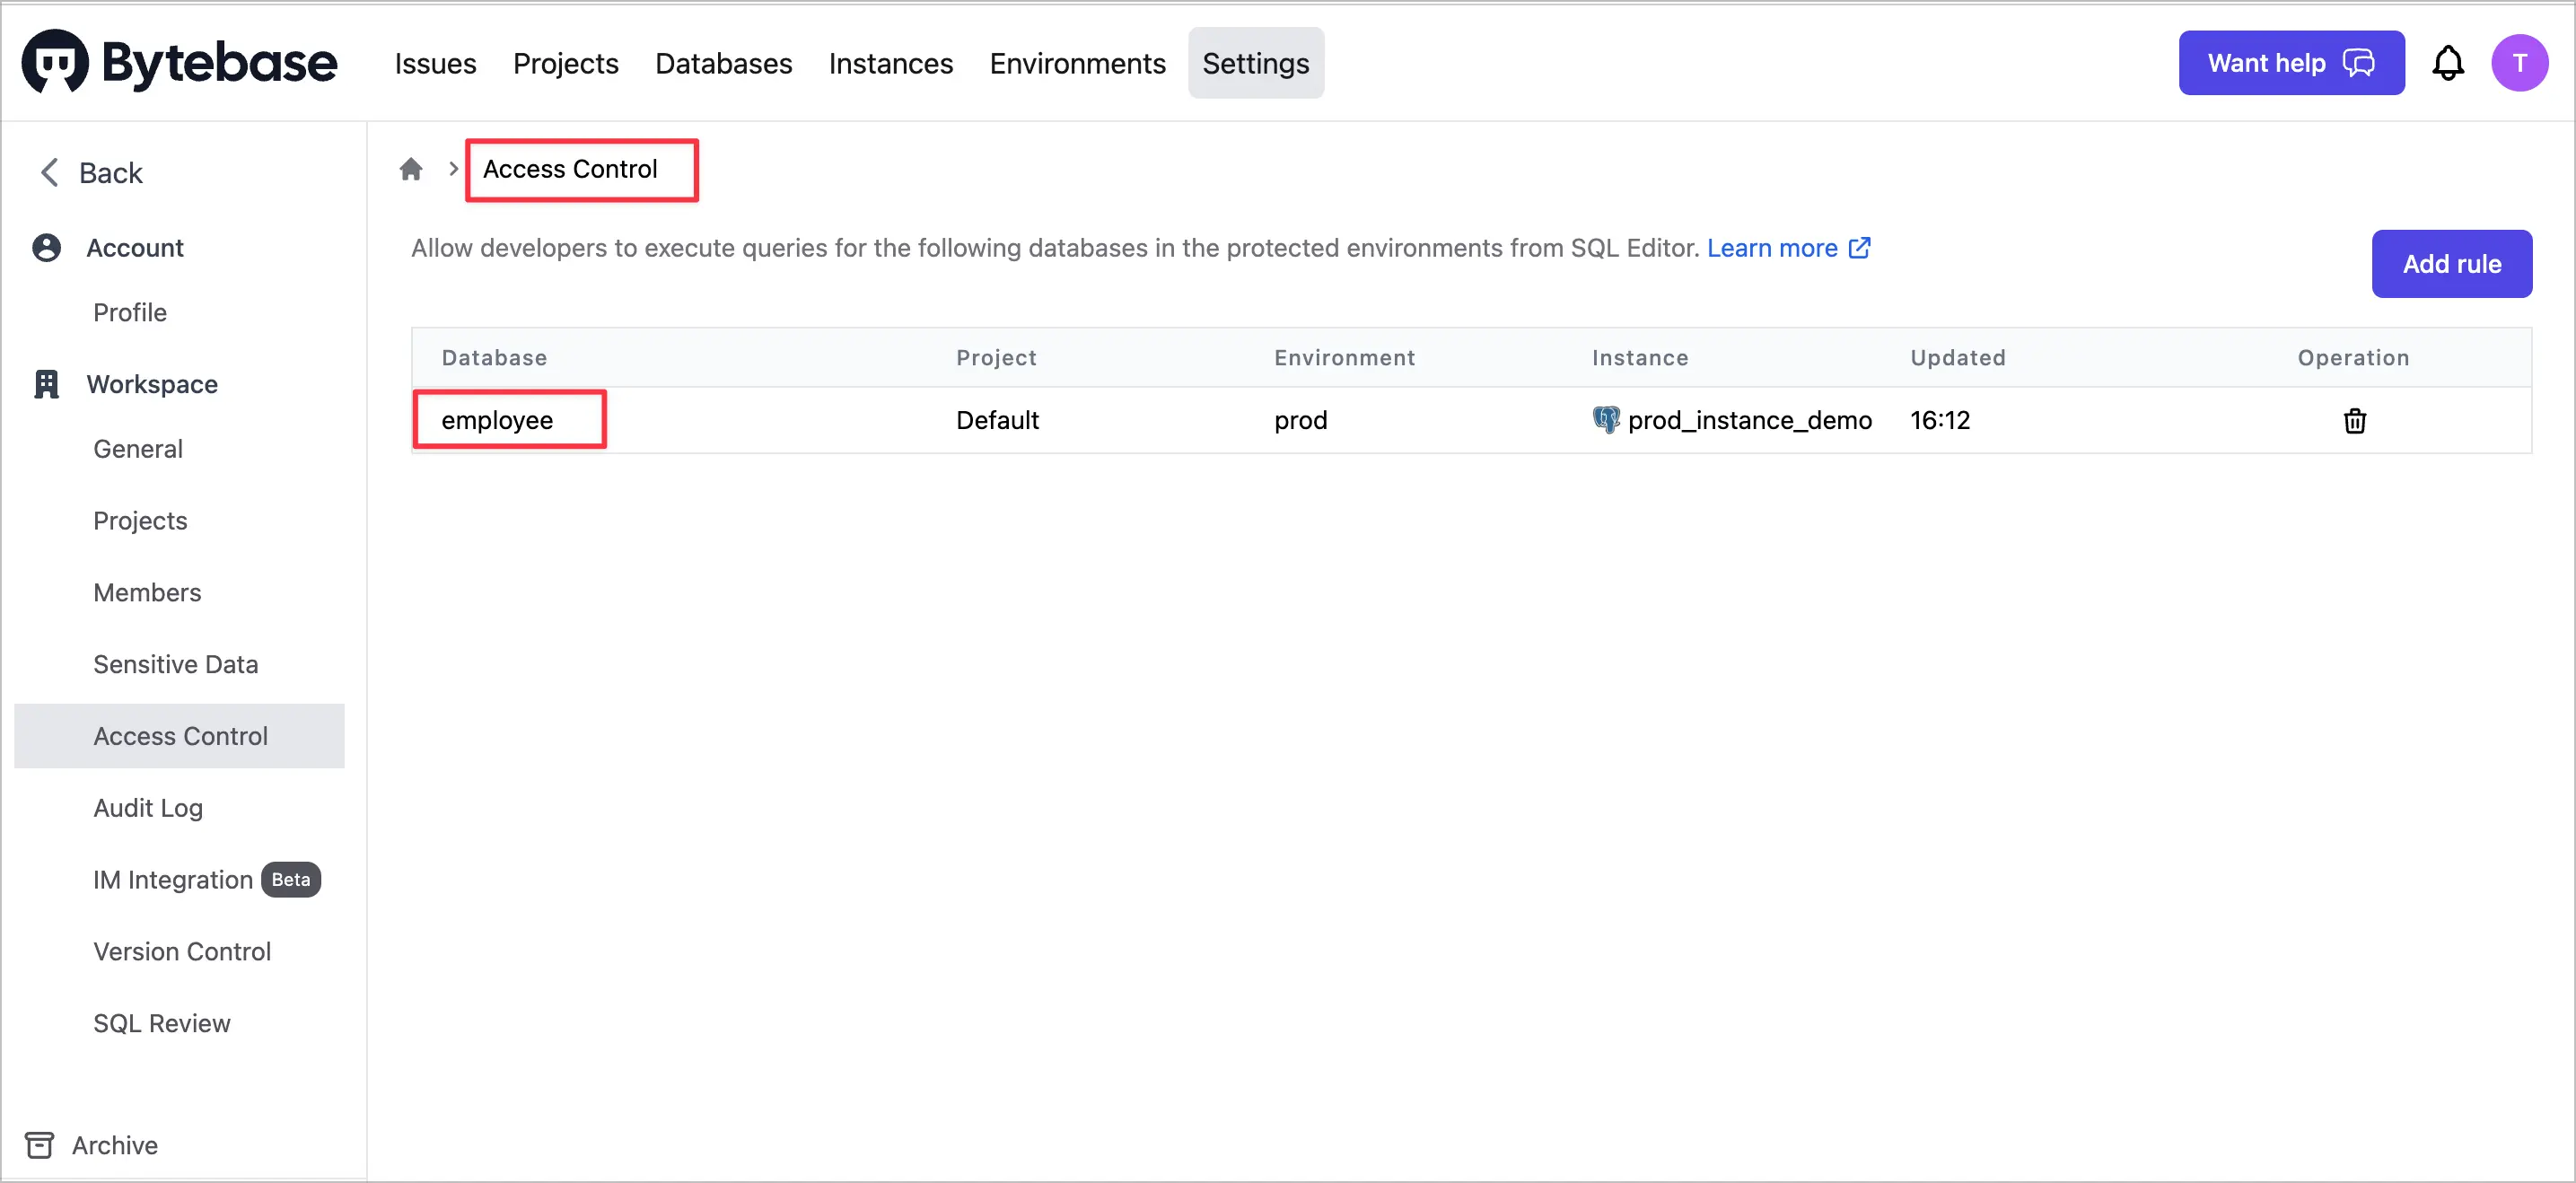 Bytebase Issues Projects Databases Instances Environments Settings Want help T
Back
Account
Profile
Workspace
General
Projects
Members
Sensitive Data
Access Control
Audit Log
IM Integration Beta
Version Control
SQL Review
Archive
Access Control
Allow developers to execute queries for the following databases in the protected environments from SQL Editor. Learn more
Add rule
Database Project Environment Instance Updated Operation
employee Default prod prod_instance_demo 16:12